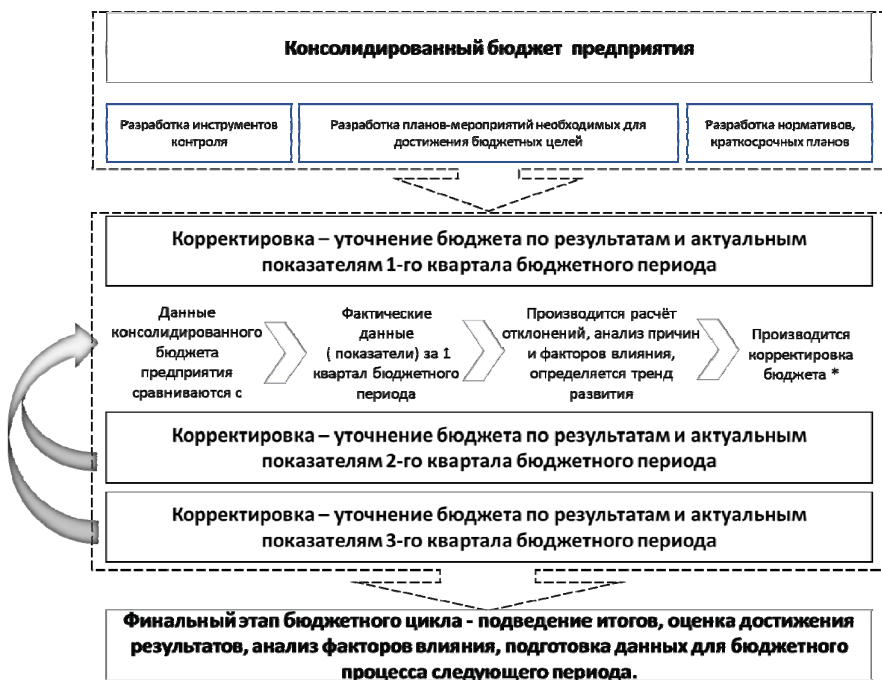 Консолидированный бюджет предприятия
Разработка инструментов
контроля
Разработка планов-мероприятий необходимых для
достижения бюджетных целей
Разработка нормативов,
краткосрочных планов
Корректировка – уточнение бюджета по результатам и актуальным
показателям 1-го квартала бюджетного периода
Данные
консолидированного
бюджета
предприятия
сравниваются с
Фактические
данные
( показатели) за 1
квартал бюджетного
периода
Производится расчёт
отклонений, анализ причин
и факторов влияния,
определяется тренд
развития
Производится
корректировка
бюджета *
Корректировка – уточнение бюджета по результатам и актуальным
показателям 2-го квартала бюджетного периода
Корректировка – уточнение бюджета по результатам и актуальным
показателям 3-го квартала бюджетного периода
Финальный этап бюджетного цикла - подведение итогов, оценка достижения
результатов, анализ факторов влияния, подготовка данных для бюджетного
процесса следующего периода.